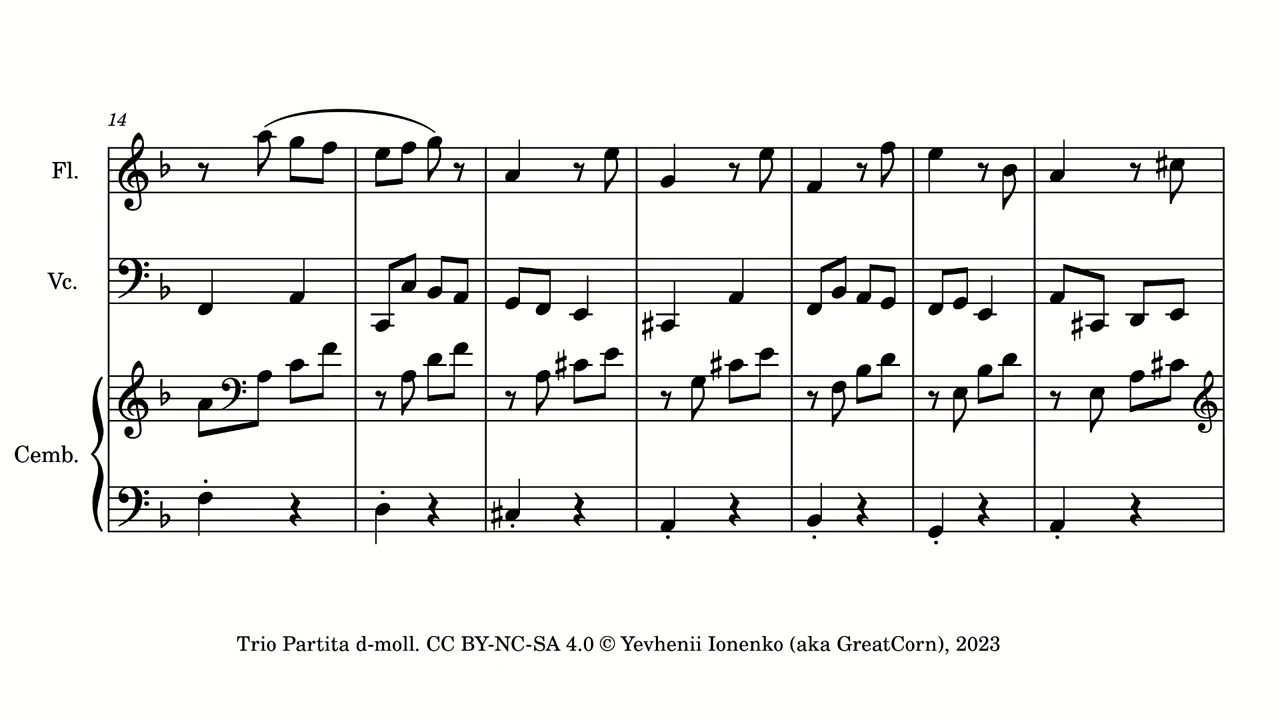 14
Fl.
Vc.
Cemb.
Trio Partita d-moll. CC BY-NC-SA 4.0 © Yevhenii Ionenko (aka GreatCorn), 2023